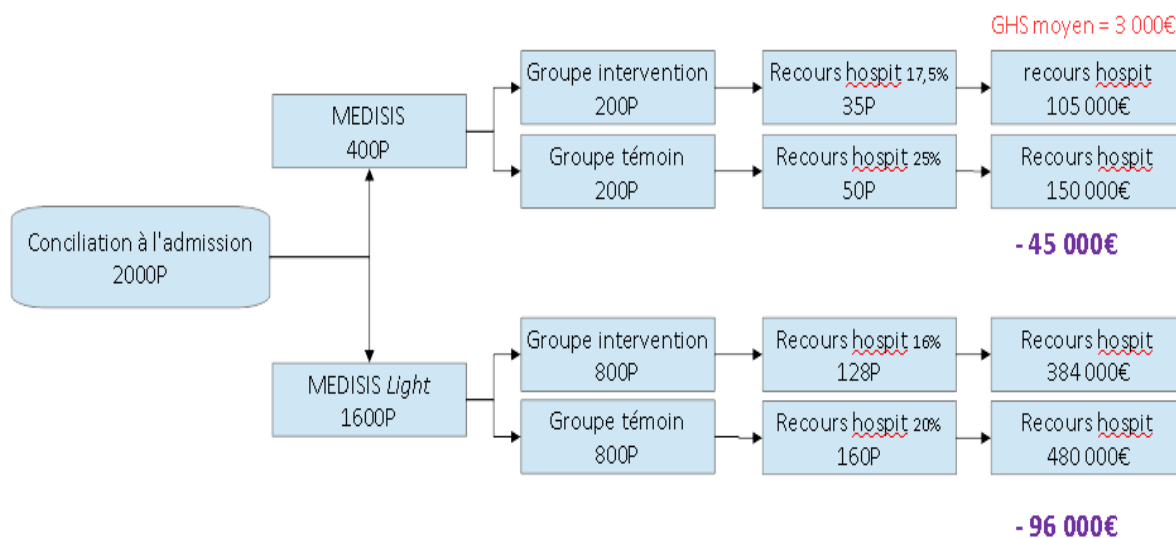 GHS moyen = 3 000€
Groupe intervention
200P
Recours hospit 17,5%
35P
recours hospit
105 000€
MEDISIS
400P
Groupe témoin
200P
Recours hospit 25%
50P
Recours hospit
150 000€
- 45 000€
Conciliation à l'admission
2000P
Groupe intervention
800P
Recours hospit 16%
128P
Recours hospit
384 000€
MEDISIS Light
1600P
Groupe témoin
800P
Recours hospit 20%
160P
Recours hospit
480 000€
- 96 000€